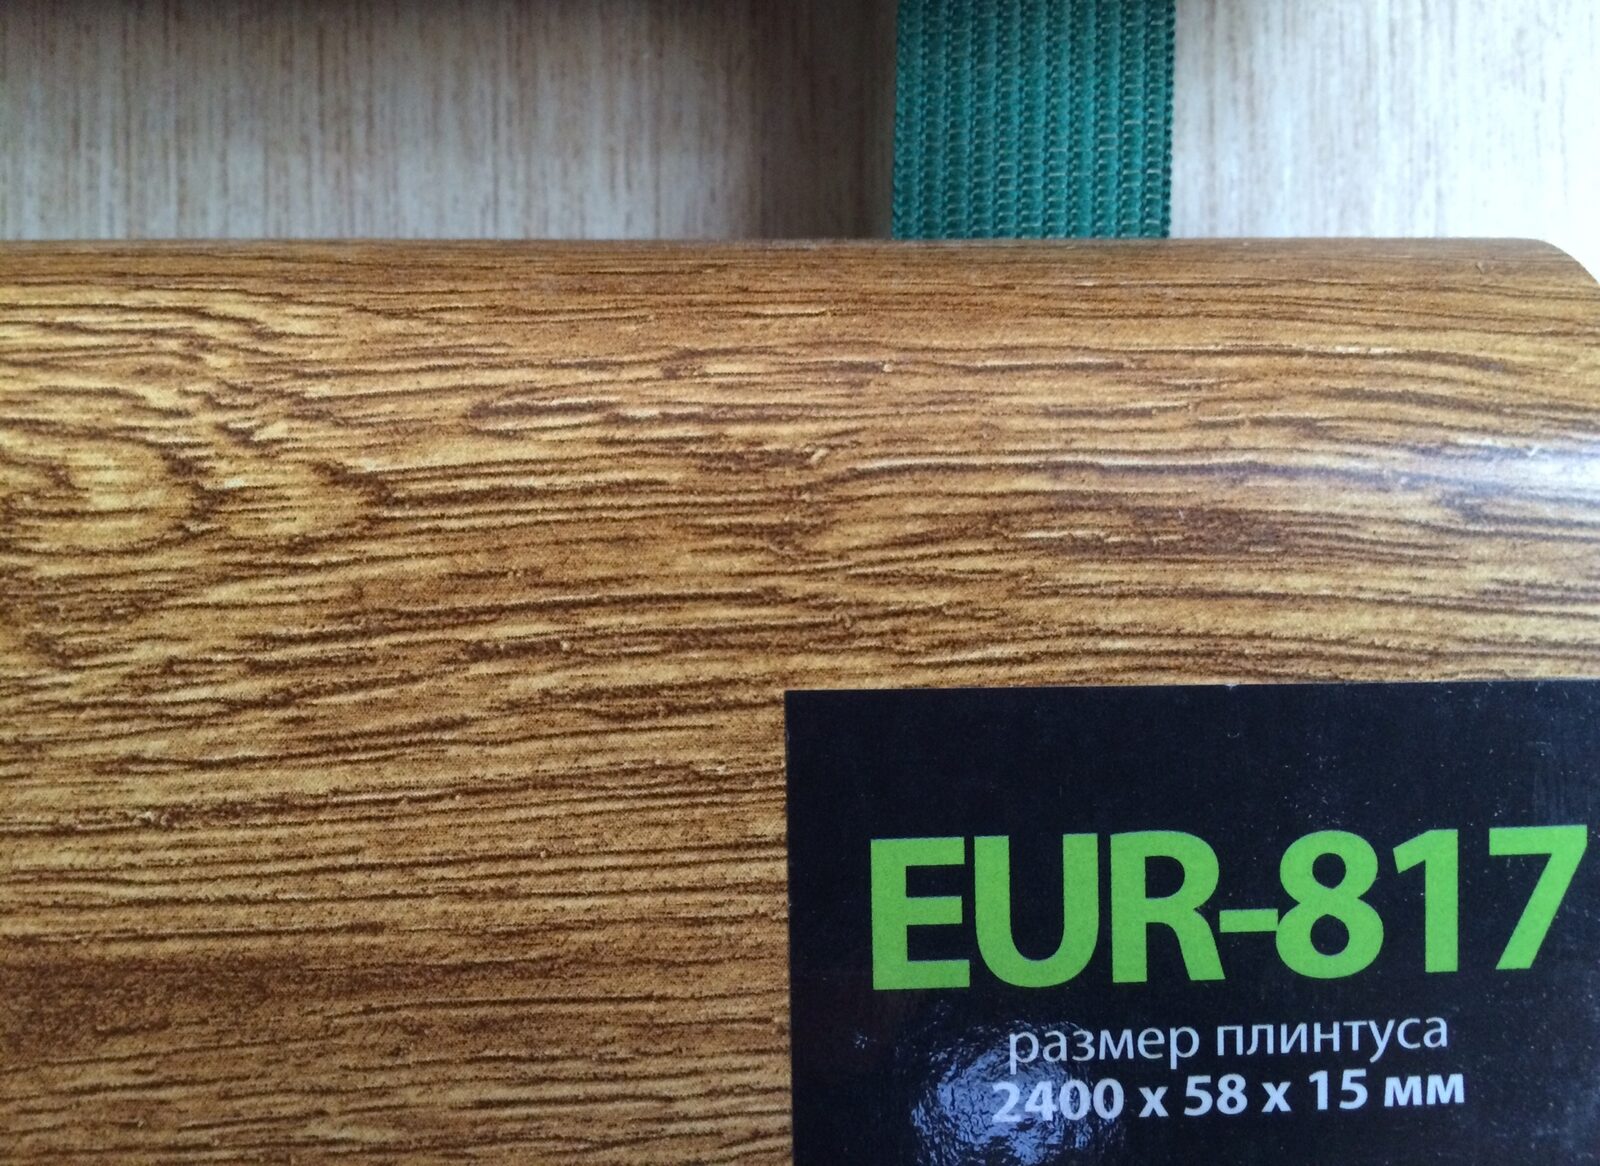 EUR-817
размер плинтуса
2400 x 58 x 15 мм